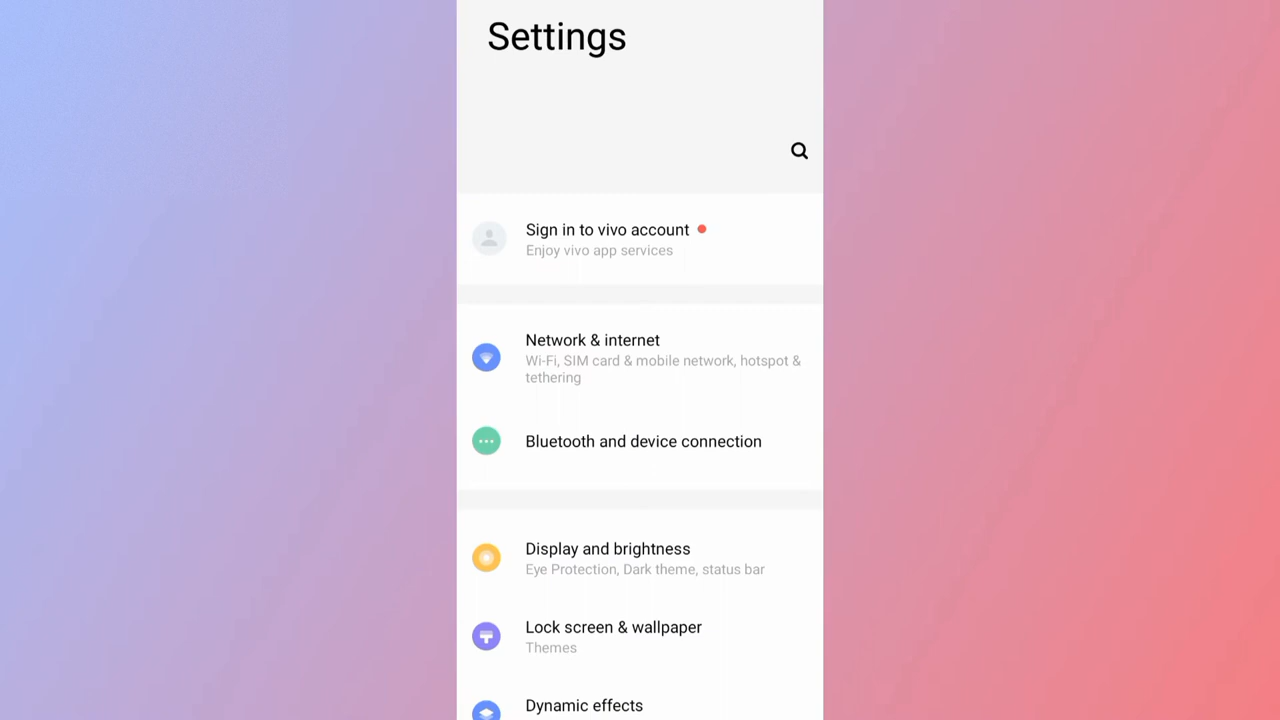 Settings
Sign in to vivo account
Enjoy vivo app services
Network & internet
Wi-Fi, SIM card & mobile network, hotspot &
tethering
Bluetooth and device connection
Display and brightness
Eye Protection, Dark theme, status bar
Lock screen & wallpaper
Themes
Dynamic effects